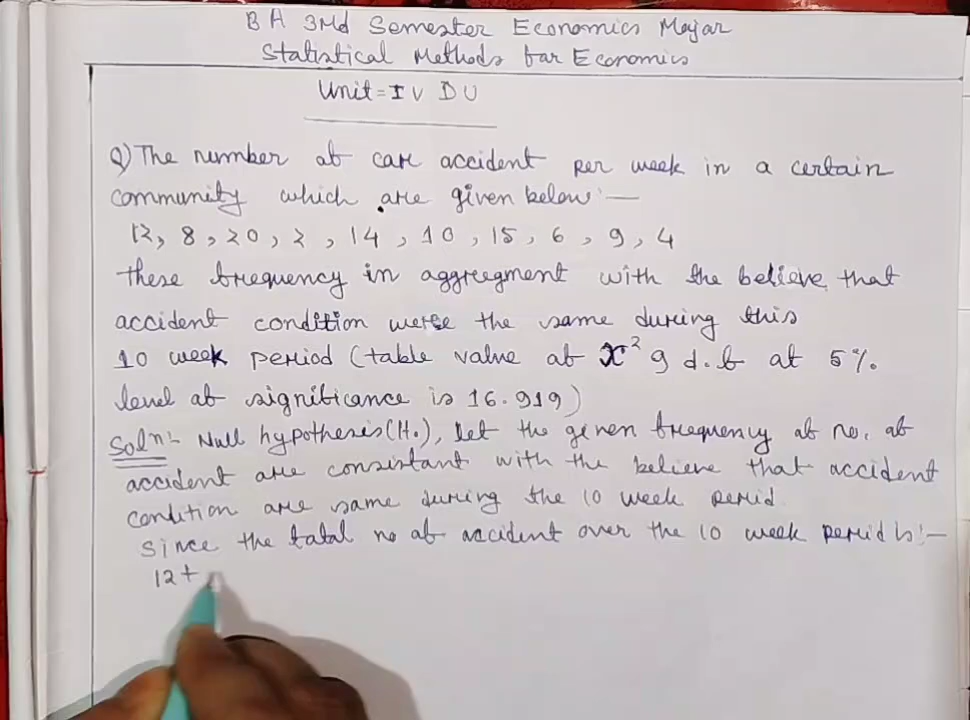 BA 3rd Semester Economics Major
Statistical Methods for Economics
Unit = IV DU
Q) The number of car accident per week in a certain
community which are given below :—
12, 8, 20, 2, 14, 10, 15, 6, 9, 4
these frequency in aggreegment with the believe that
accident condition were the same during this
10 week period (table value of x² 9 d.f at 5%
level of significance is 16.919)
Solⁿ:- Null hypothesis (H₀), let the given frequency of no. of
accident are consistant with the believe that accident
condition are same during the 10 week period.
Since the total no of accident over the 10 week period is :—
12+